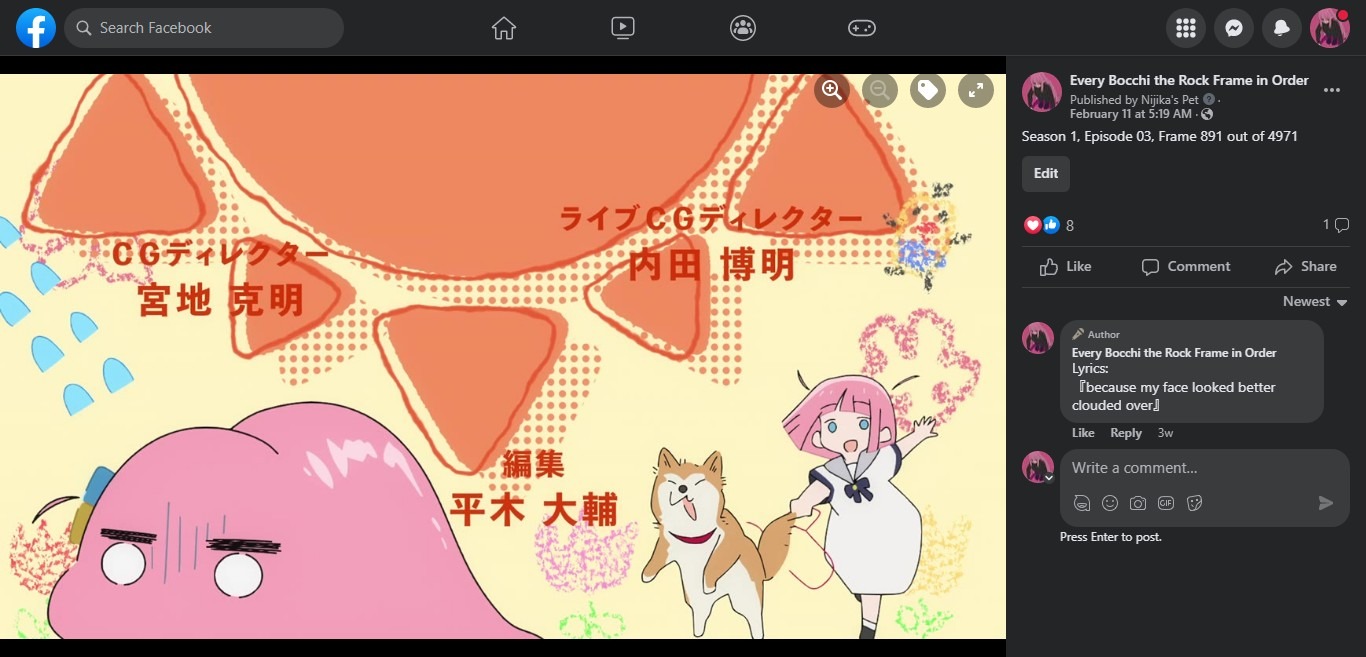 Search Facebook
ライブCGディレクター
内田 博明
CGディレクター
宮地 克明
編集
平木 大輔
Every Bocchi the Rock Frame in Order
Published by Nijika's Pet ?  ·
February 11 at 5:19 AM ·
Season 1, Episode 03, Frame 891 out of 4971
Edit
8
1
Like Comment Share
Newest
Author
Every Bocchi the Rock Frame in Order
Lyrics:
『because my face looked better
clouded over』
Like Reply 3w
Write a comment...
GIF
Press Enter to post.